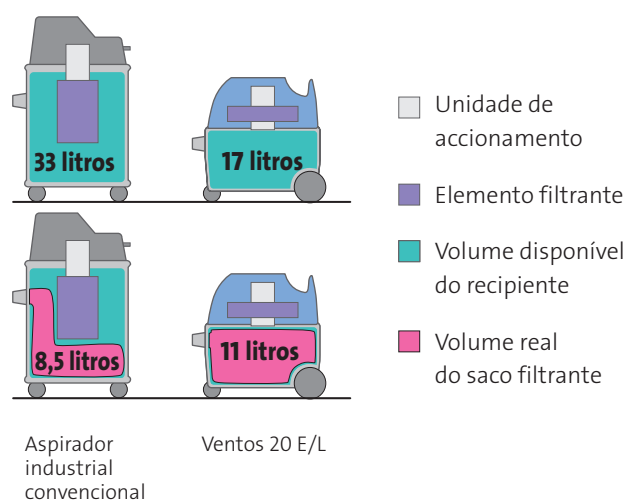 33 litros
17 litros
8,5 litros
11 litros
Unidade de
accionamento
Elemento filtrante
Volume disponível
do recipiente
Volume real
do saco filtrante
Aspirador
industrial
convencional
Ventos 20 E/L